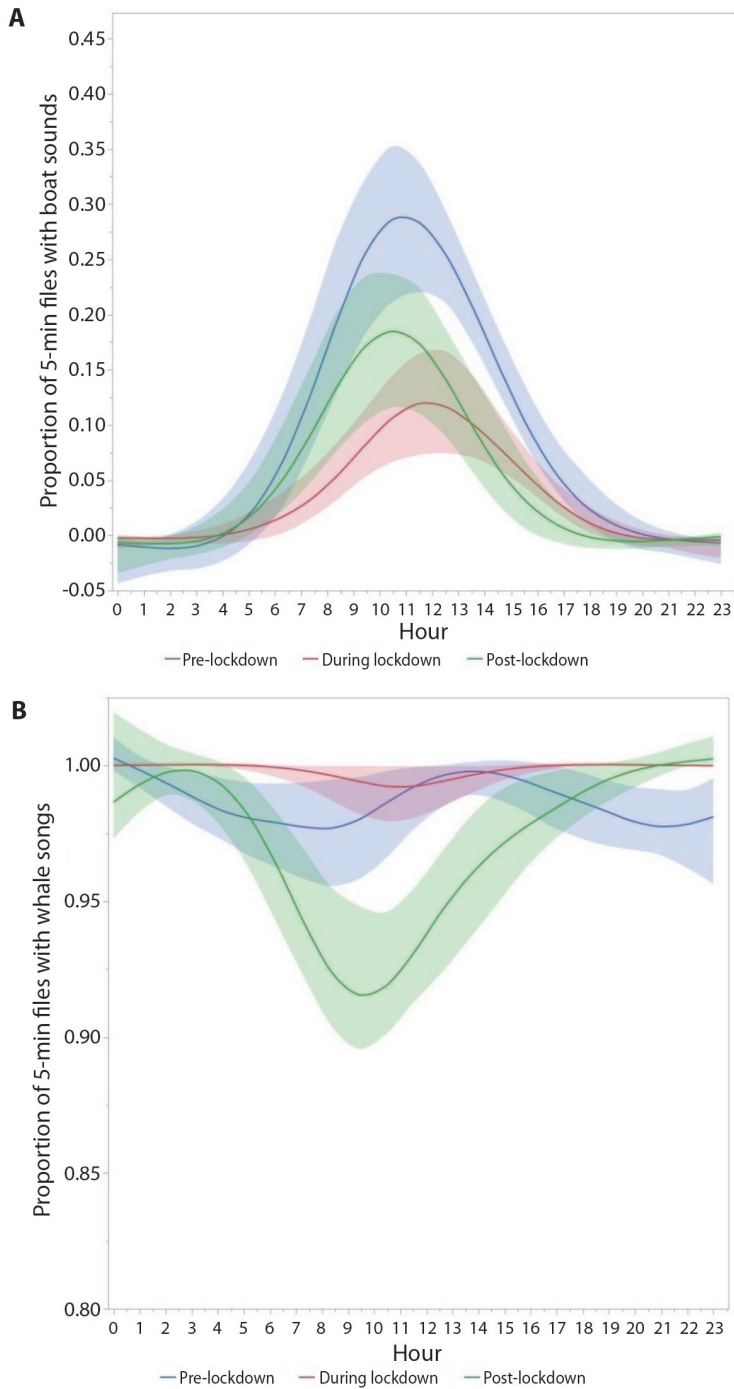 A
Proportion of 5-min files with boat sounds
0.45
0.40
0.35
0.30
0.25
0.20
0.15
0.10
0.05
0.00
-0.05
0 1 2 3 4 5 6 7 8 9 10 11 12 13 14 15 16 17 18 19 20 21 22 23
Hour
Pre-lockdown During lockdown Post-lockdown
B
Proportion of 5-min files with whale songs
1.00
0.95
0.90
0.85
0.80
0 1 2 3 4 5 6 7 8 9 10 11 12 13 14 15 16 17 18 19 20 21 22 23
Hour
Pre-lockdown During lockdown Post-lockdown